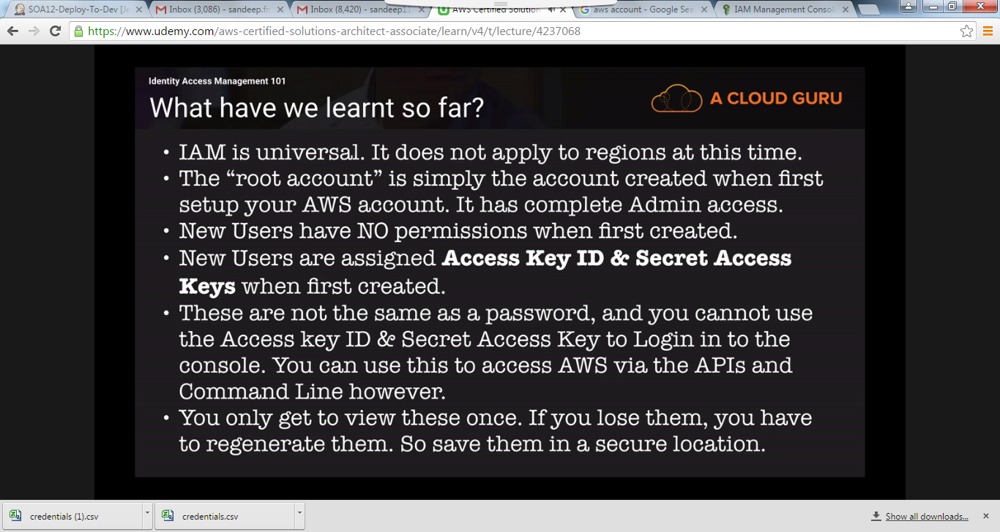 SOA12-Deploy-To-Dev [Je
Inbox (3,086) - sandeep.fm
Inbox (8,420) - sandeep11
AWS Certified Solution
aws account - Google Sea
IAM Management Consol
https://www.udemy.com/aws-certified-solutions-architect-associate/learn/v4/t/lecture/4237068
Identity Access Management 101
What have we learnt so far?
A CLOUD GURU
• IAM is universal. It does not apply to regions at this time.
• The “root account” is simply the account created when first
setup your AWS account. It has complete Admin access.
• New Users have NO permissions when first created.
• New Users are assigned Access Key ID & Secret Access
Keys when first created.
• These are not the same as a password, and you cannot use
the Access key ID & Secret Access Key to Login in to the
console. You can use this to access AWS via the APIs and
Command Line however.
• You only get to view these once. If you lose them, you have
to regenerate them. So save them in a secure location.
credentials (1).csv
credentials.csv
Show all downloads...